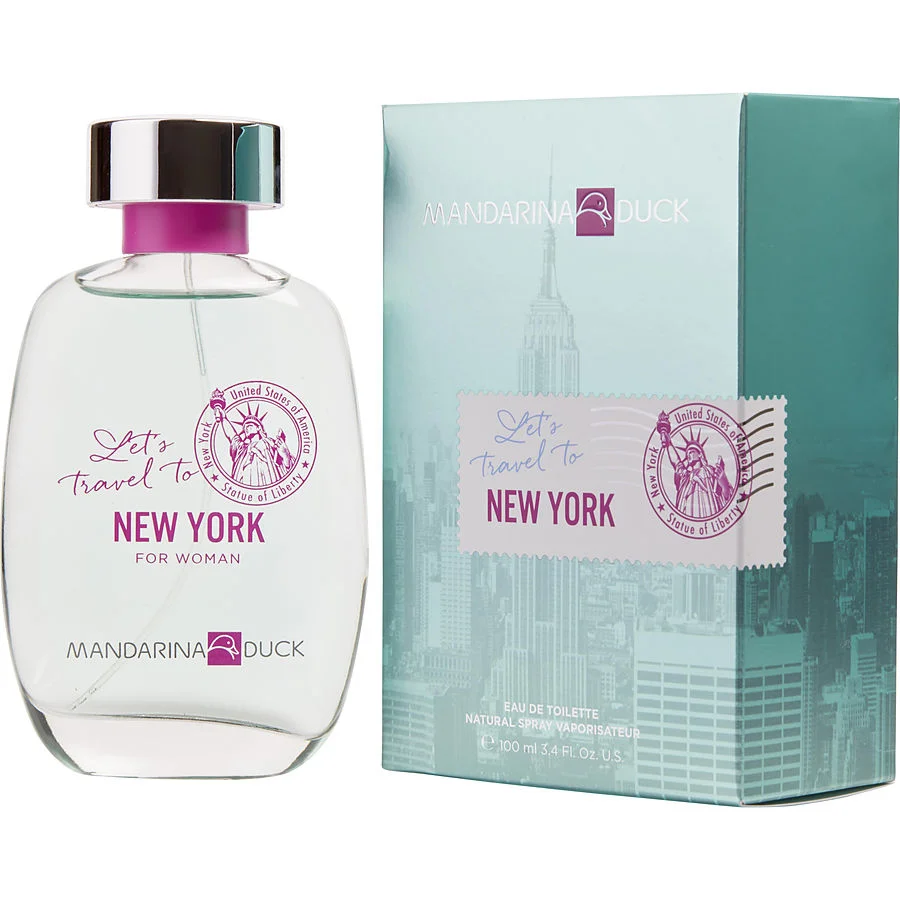 Let's
travel to
New York
United States of America
Statue of Liberty
NEW YORK
FOR WOMAN
MANDARINA DUCK
MANDARINA DUCK
Let's
travel to
New York
United States of America
Statue of Liberty
NEW YORK
EAU DE TOILETTE
NATURAL SPRAY VAPORISATEUR
℮ 100 ml 3.4 Fl. Oz. U.S.